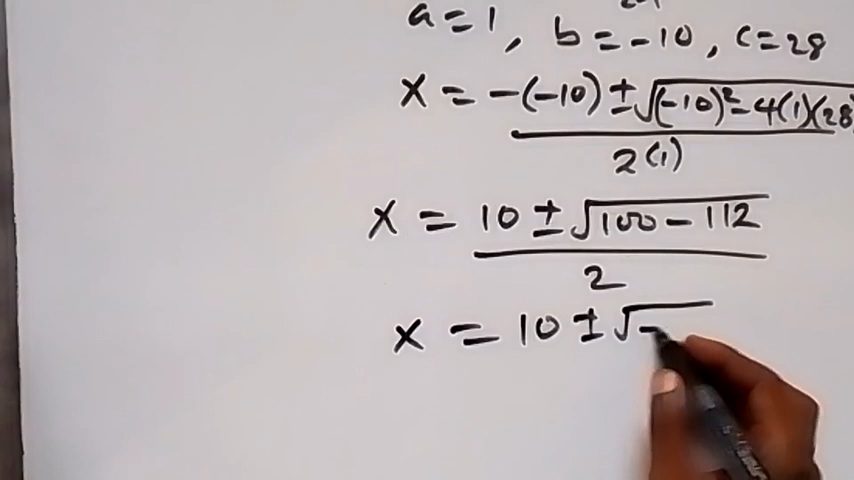 a = 1, b = -10, c = 28
x = -(-10) ± √(-10)² - 4(1)(28)
2(1)
x = 10 ± √100 - 112
2
x = 10 ± √-